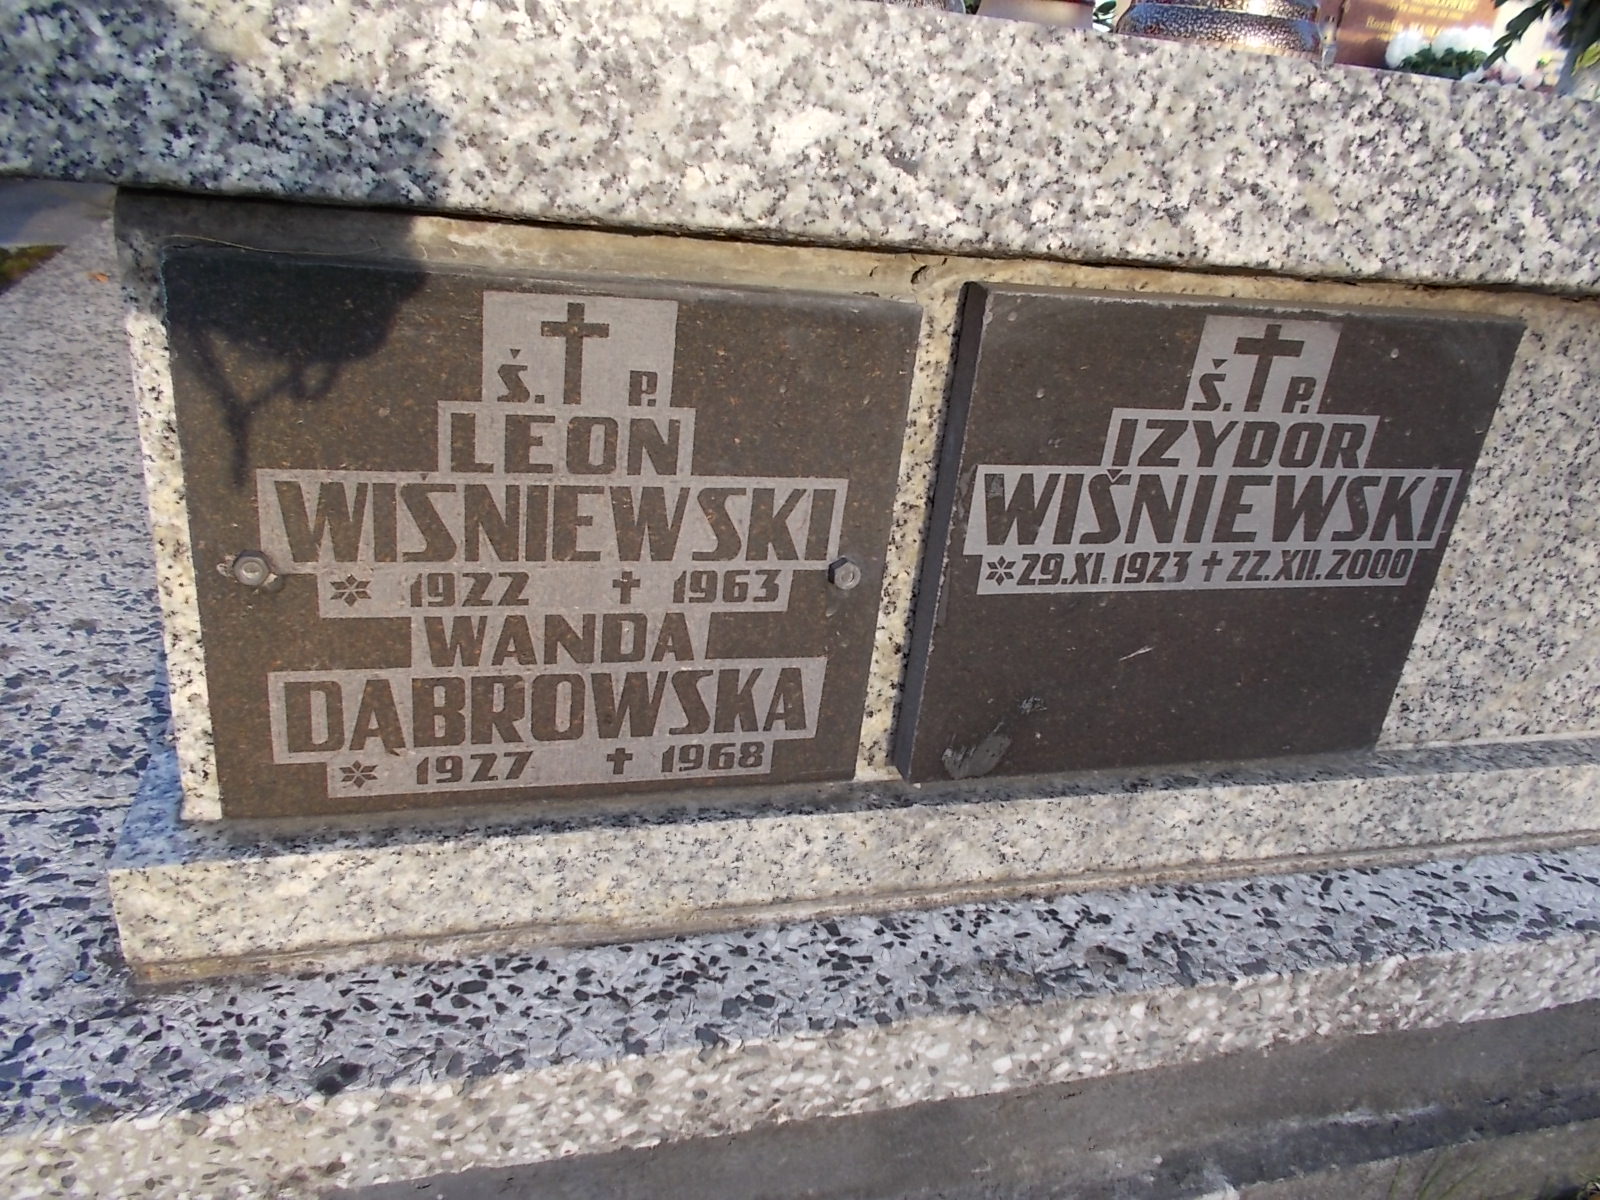 Ś. † P.
LEON
WIŚNIEWSKI
* 1922 † 1963
WANDA
DĄBROWSKA
* 1927 † 1968
Ś. † P.
IZYDOR
WIŚNIEWSKI
* 29.XI.1923 † 22.XII.2000